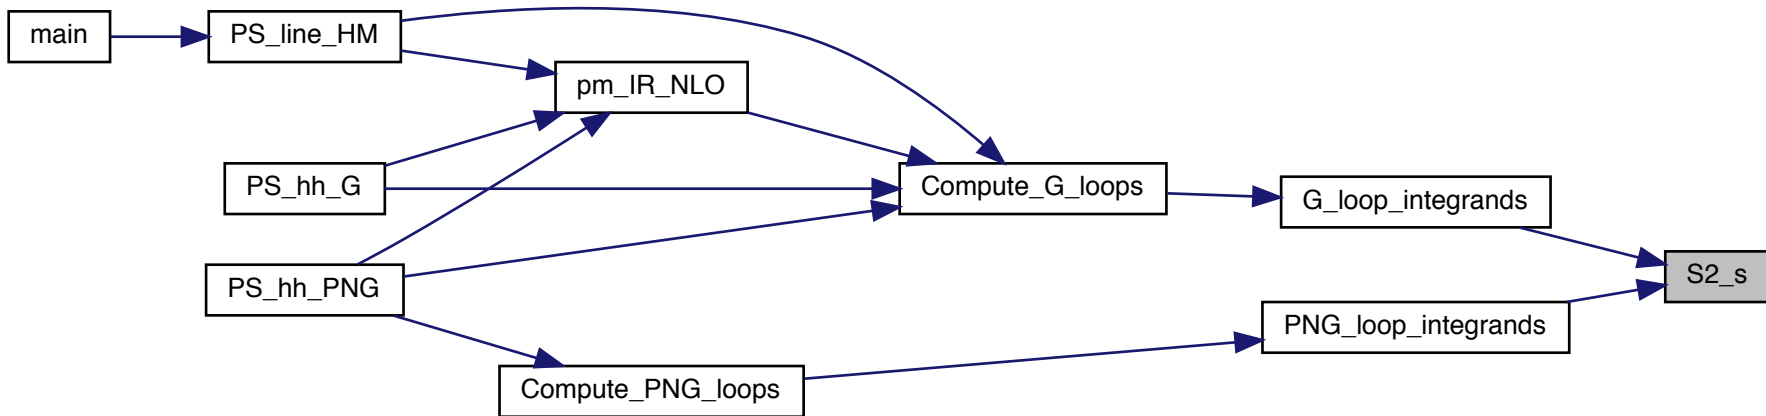 main
PS_line_HM
pm_IR_NLO
PS_hh_G
Compute_G_loops
G_loop_integrands
S2_s
PS_hh_PNG
PNG_loop_integrands
Compute_PNG_loops